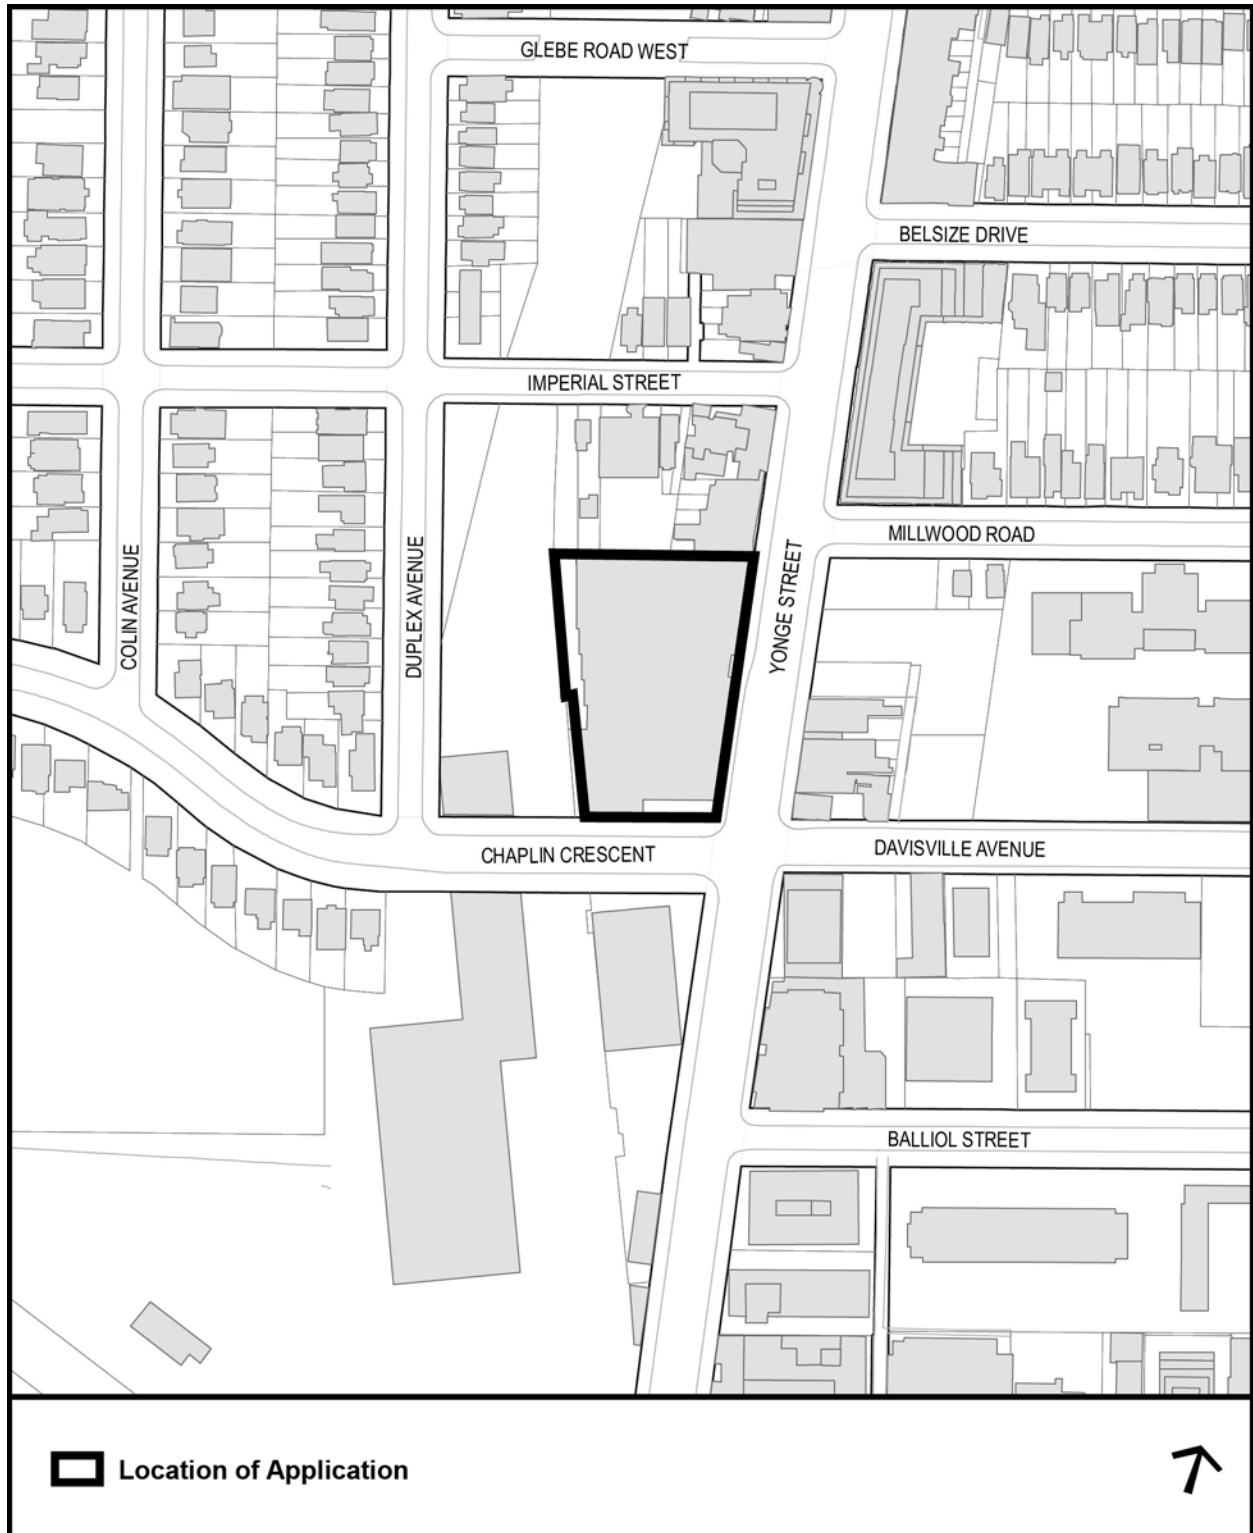 GLEBE ROAD WEST
BELSIZE DRIVE
IMPERIAL STREET
MILLWOOD ROAD
COLIN AVENUE
DUPLEX AVENUE
YONGE STREET
CHAPLIN CRESCENT
DAVISVILLE AVENUE
BALLIOL STREET
Location of Application